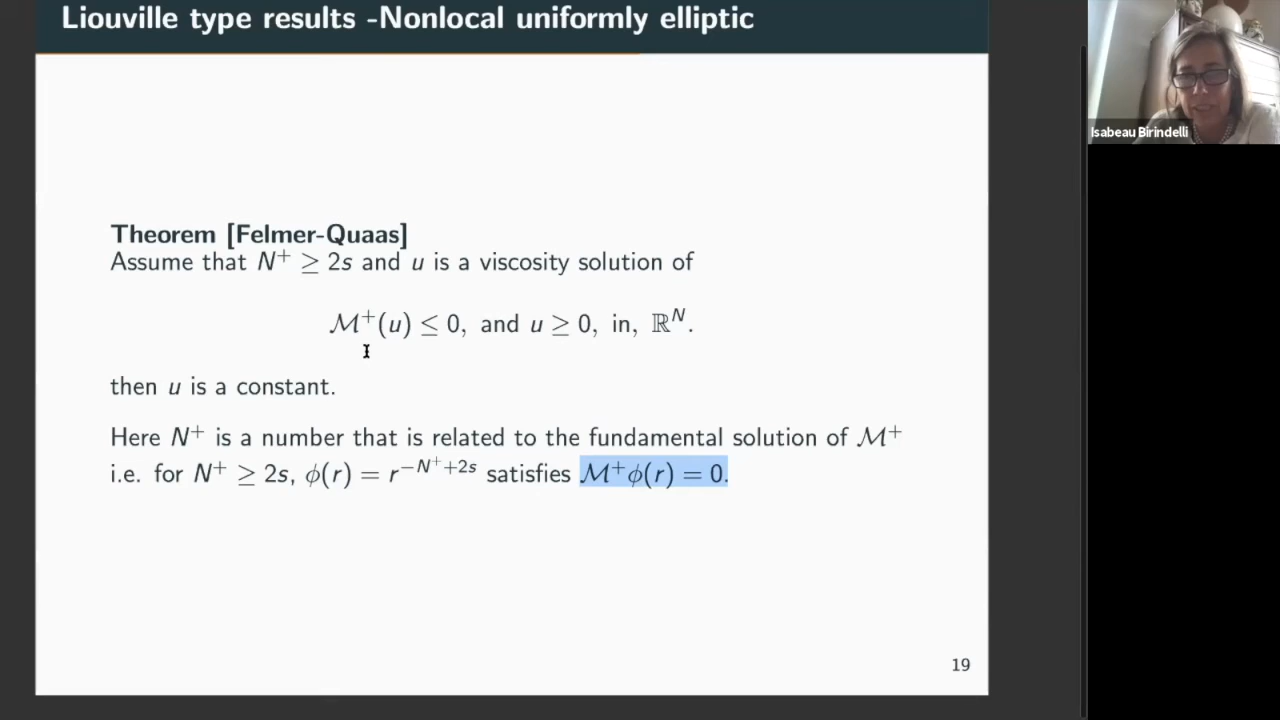 Liouville type results -Nonlocal uniformly elliptic
Isabeau Birindelli
Theorem [Felmer-Quaas]
Assume that N⁺ ≥ 2s and u is a viscosity solution of
ℳ⁺(u) ≤ 0, and u ≥ 0, in, ℝᴺ.
then u is a constant.
Here N⁺ is a number that is related to the fundamental solution of ℳ⁺
i.e. for N⁺ ≥ 2s, ϕ(r) = r^{−N⁺+2s} satisfies ℳ⁺ϕ(r) = 0.
19